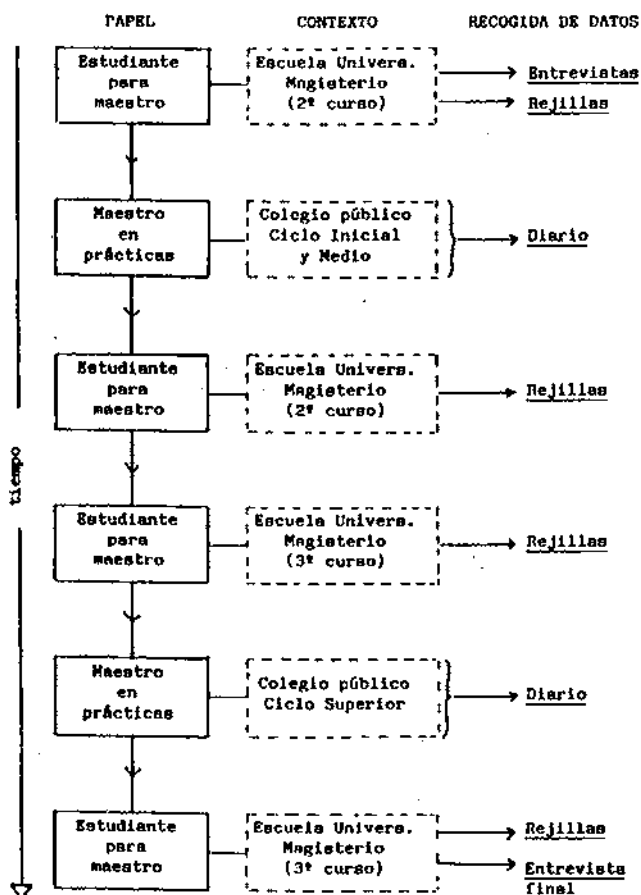 PAPEL CONTEXTO RECOGIDA DE DATOS
Estudiante
para
maestro
Escuela Univers.
Magisterio
(2º curso)
Entrevistas
Rejillas
Maestro
en
prácticas
Colegio público
Ciclo Inicial
y Medio
Diario
Estudiante
para
maestro
Escuela Univers.
Magisterio
(2º curso)
Rejillas
tiempo
Estudiante
para
maestro
Escuela Univers.
Magisterio
(3º curso)
Rejillas
Maestro
en
prácticas
Colegio público
Ciclo Superior
Diario
Estudiante
para
maestro
Escuela Univers.
Magisterio
(3º curso)
Rejillas
Entrevista
final